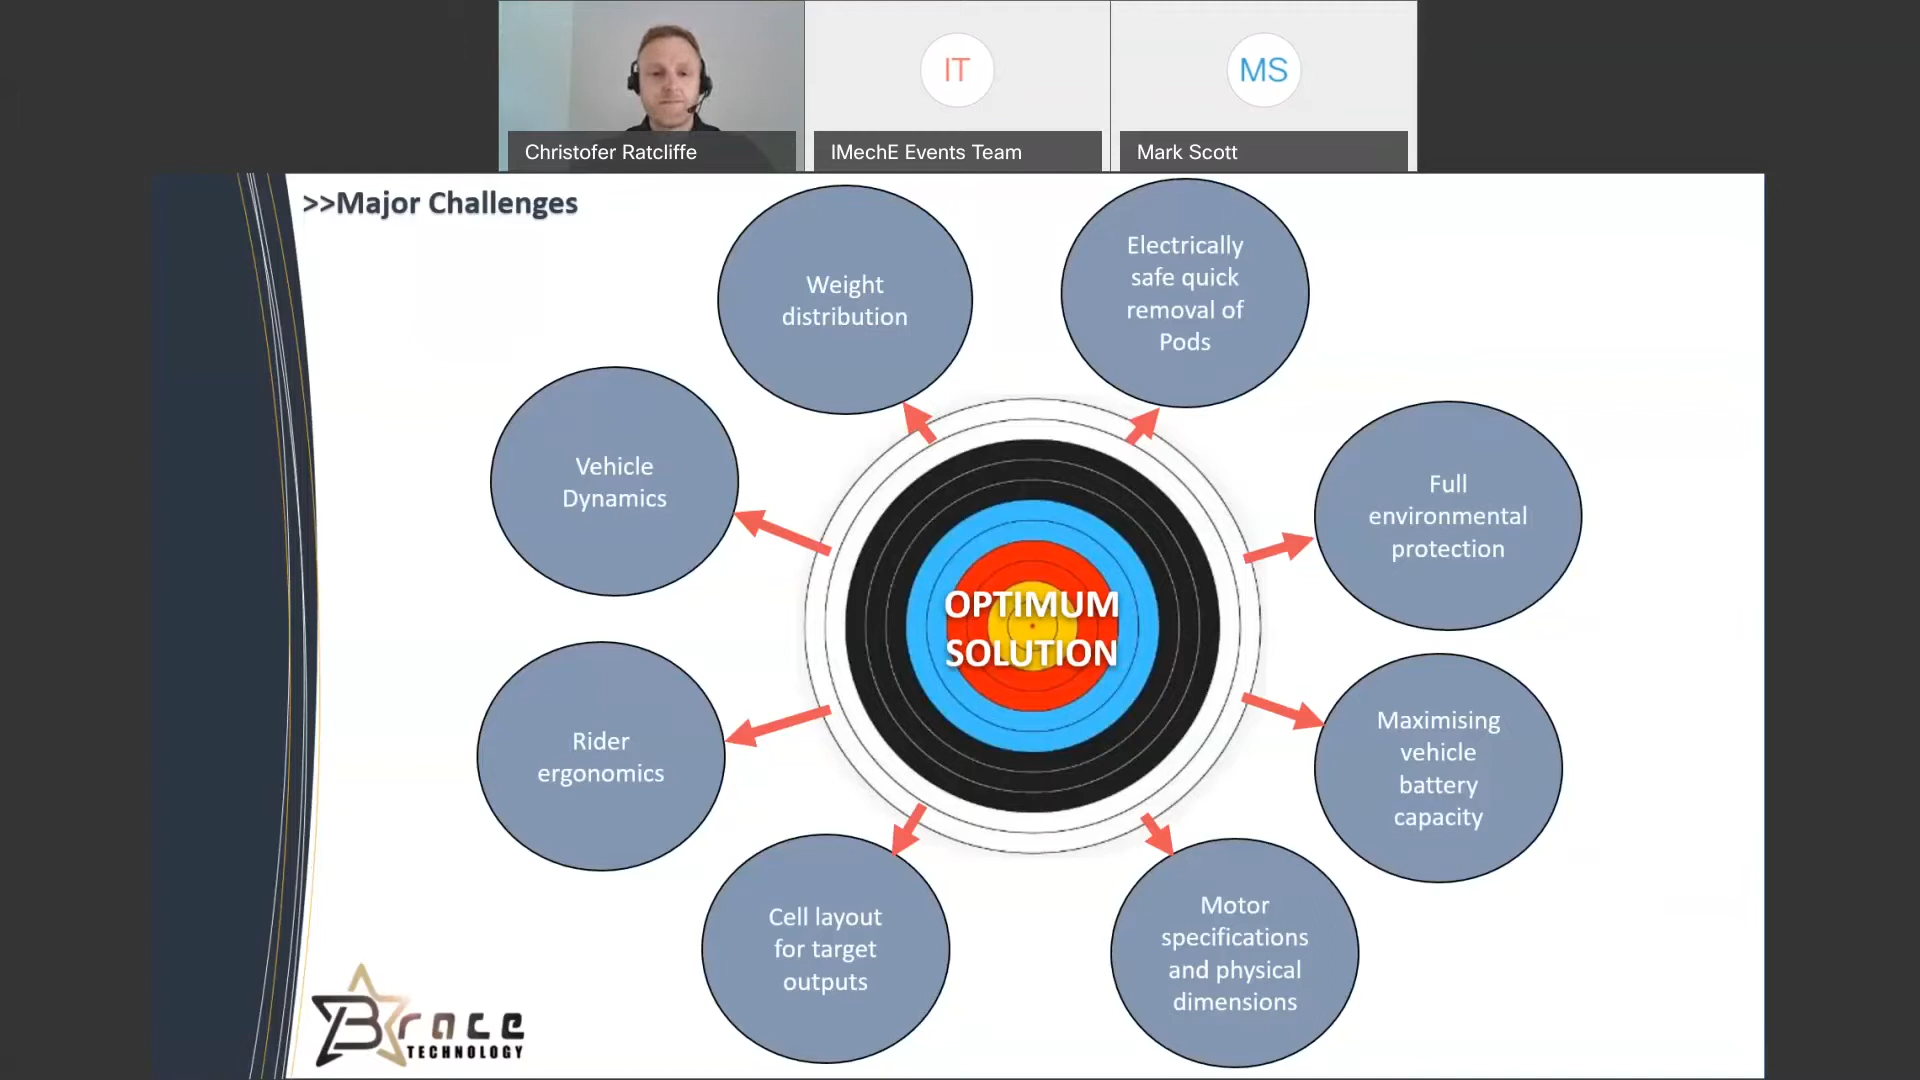 IT
MS
Christofer Ratcliffe
IMechE Events Team
Mark Scott
>>Major Challenges
Weight
distribution
Electrically
safe quick
removal of
Pods
Vehicle
Dynamics
Full
environmental
protection
OPTIMUM
SOLUTION
Rider
ergonomics
Maximising
vehicle
battery
capacity
Cell layout
for target
outputs
Motor
specifications
and physical
dimensions
Brace
TECHNOLOGY